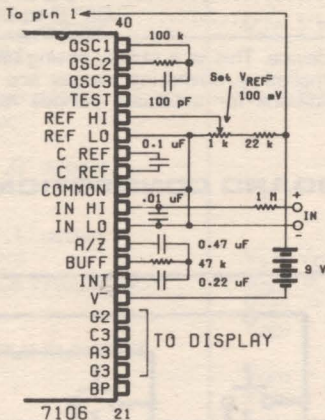 To pin 1
40
OSC1
100 k
OSC2
OSC3
Set VREF=
100 mV
TEST
100 pF
REF HI
REF LO
1 k
22 k
C REF
0.1 uF
C REF
COMMON
.01 uF
1 M
+
IN HI
IN
IN LO
-
A/Z
0.47 uF
BUFF
47 k
9 V
INT
0.22 uF
V-
G2
C3
TO DISPLAY
A3
G3
BP
7106
21